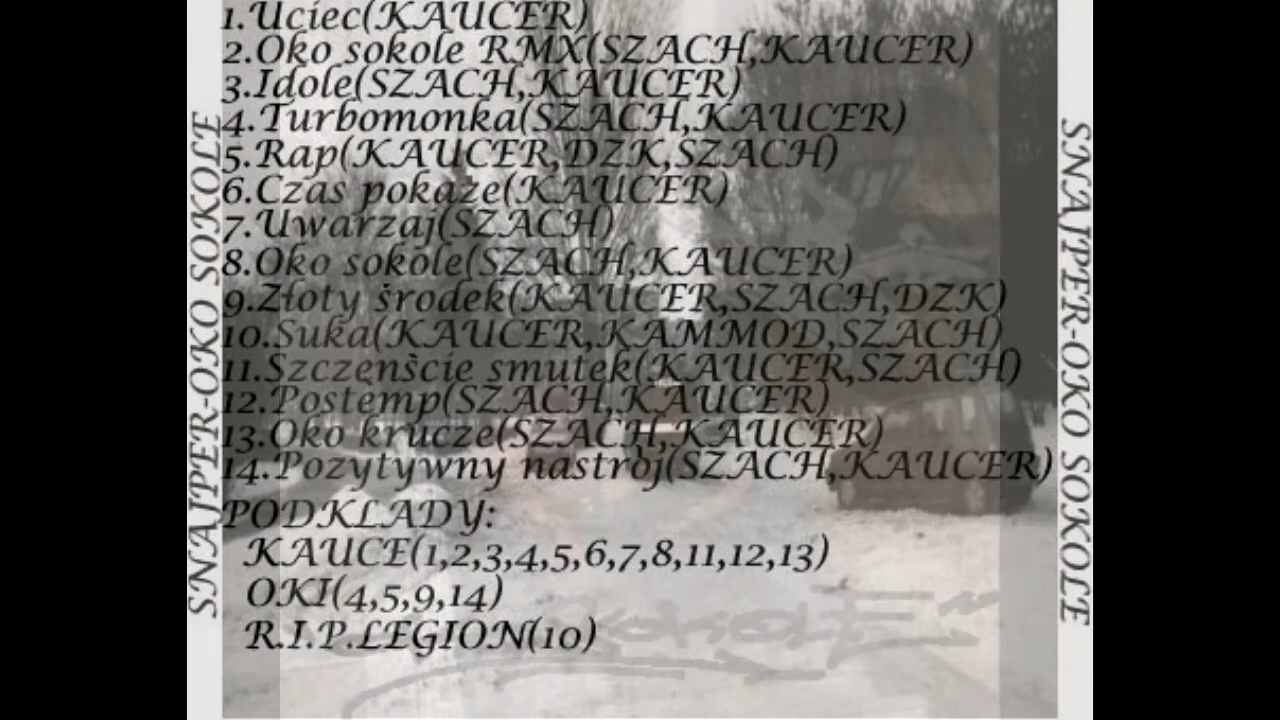 1.Uciec(KAUCER)
2.Oko sokole RMX(SZACH,KAUCER)
3.Idole(SZACH,KAUCER)
4.Turbomonka(SZACH,KAUCER)
5.Rap(KAUCER,DZK,SZACH)
6.Czas pokaże(KAUCER)
7.Uwarzaj(SZACH)
8.Oko sokole(SZACH,KAUCER)
9.Złoty środek(KAUCER,SZACH,DZK)
10.Suka(KAUCER,KAMMOD,SZACH)
11.Szczenście smutek(KAUCER,SZACH)
12.Postemp(SZACH,KAUCER)
13.Oko krucze(SZACH,KAUCER)
14.Pozytywny nastrój(SZACH,KAUCER)
PODKLADY:
KAUCE(1,2,3,4,5,6,7,8,11,12,13)
OKI(4,5,9,14)
R.I.P.LEGION(10)
SNAJPER-OKO SOKOLE
SNAJPER-OKO SOKOLE